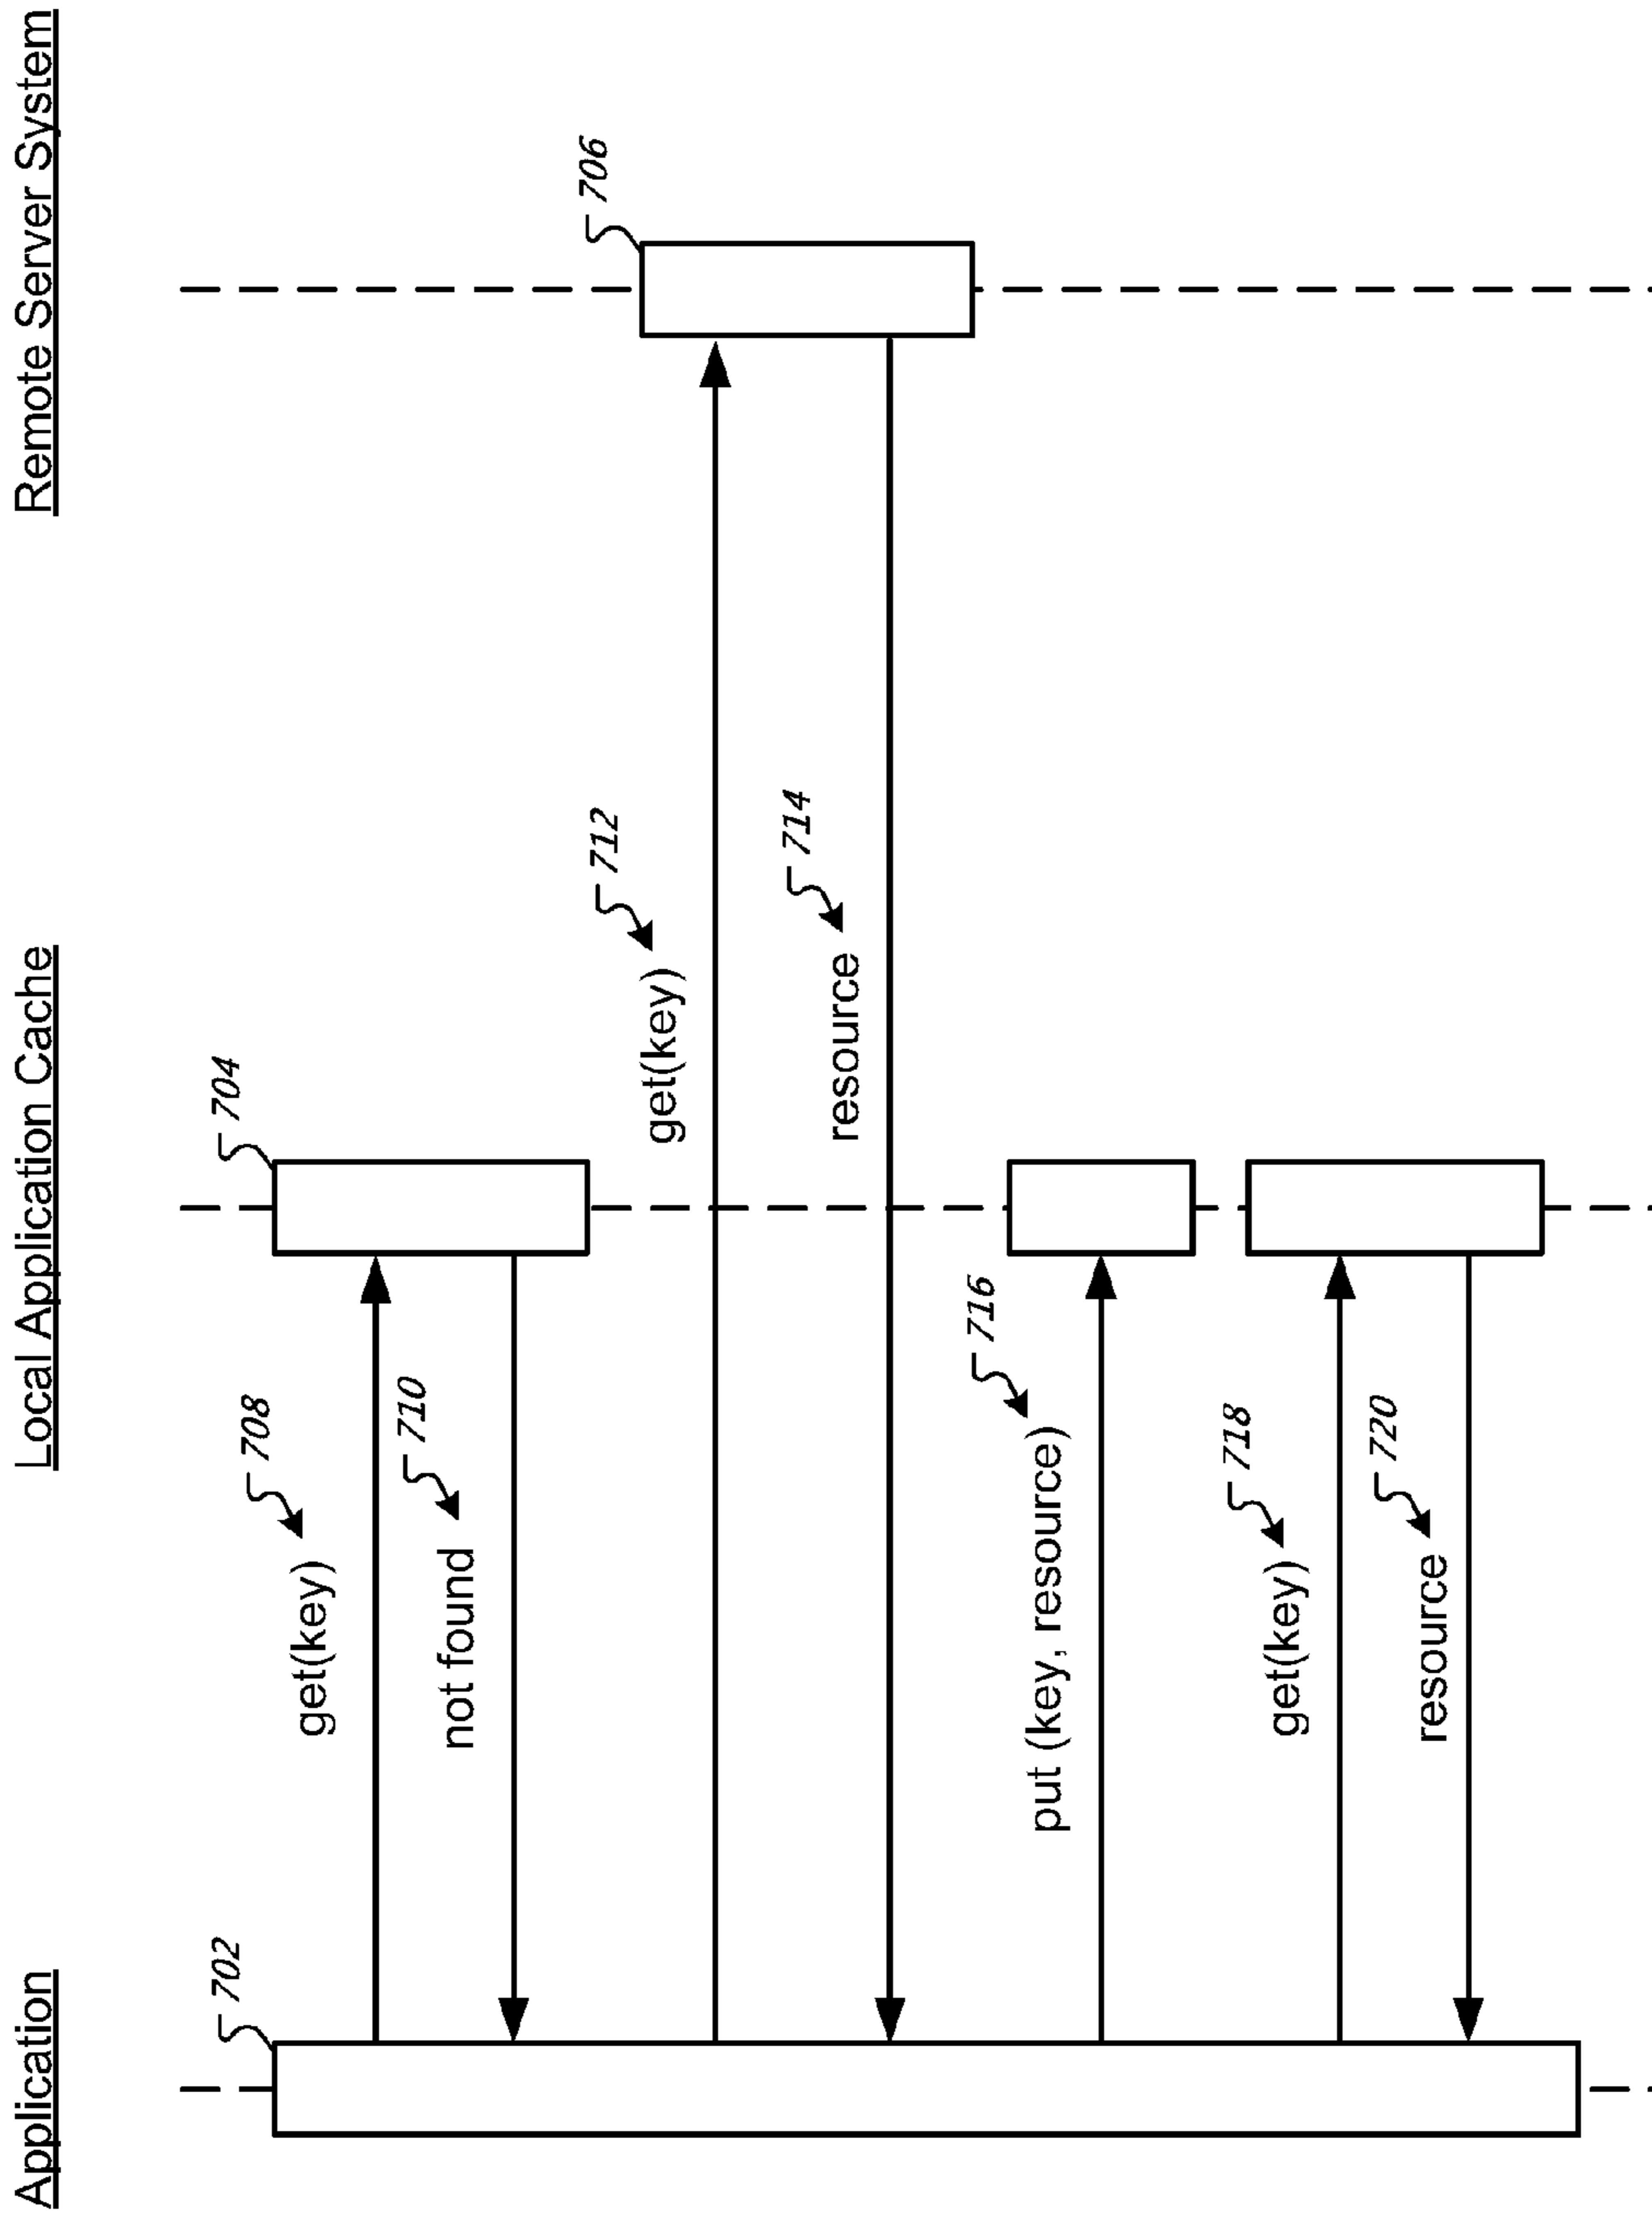 Application
Local Application Cache
Remote Server System
702
704
get(key)
708
not found
710
706
get(key)
712
resource
714
put (key, resource)
716
get(key)
718
resource
720